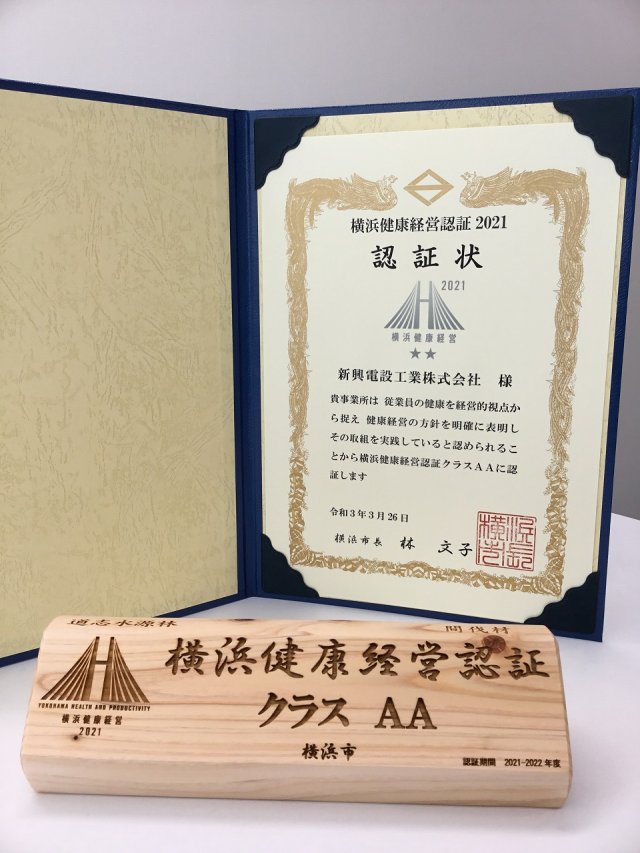 横浜健康経営認証2021
認証状
2021
横浜健康経営
★★
新興電設工業株式会社 様
貴事業所は 従業員の健康を経営的視点か
ら捉え 健康経営の方針を明確に表明し
その取組を実践していると認められるこ
とから横浜健康経営認証クラスAAに認
証します
令和3年3月26日
横浜市長 林 文子
道志水源林
間伐材
横浜健康経営認証
クラス AA
横浜市
YOKOHAMA HEALTH AND PRODUCTIVITY
横浜健康経営
2021
認証期間 2021-2022年度